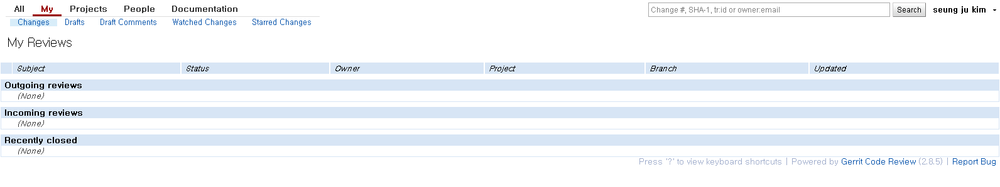 All My Projects People Documentation
Change #, SHA-1, tr:id or owner:email Search seung ju kim
Changes Drafts Draft Comments Watched Changes Starred Changes
My Reviews
Subject Status Owner Project Branch Updated
Outgoing reviews
(None)
Incoming reviews
(None)
Recently closed
(None)
Press '?' to view keyboard shortcuts | Powered by Gerrit Code Review (2.8.5) | Report Bug